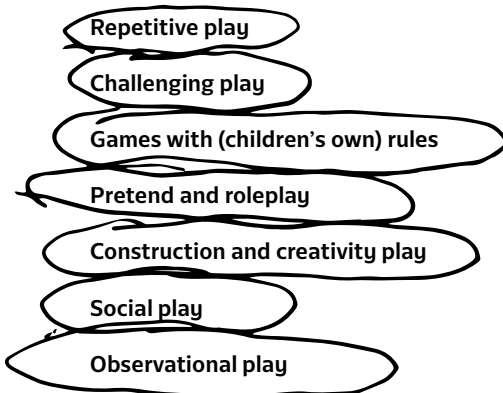 Repetitive play
Challenging play
Games with (children's own) rules
Pretend and roleplay
Construction and creativity play
Social play
Observational play